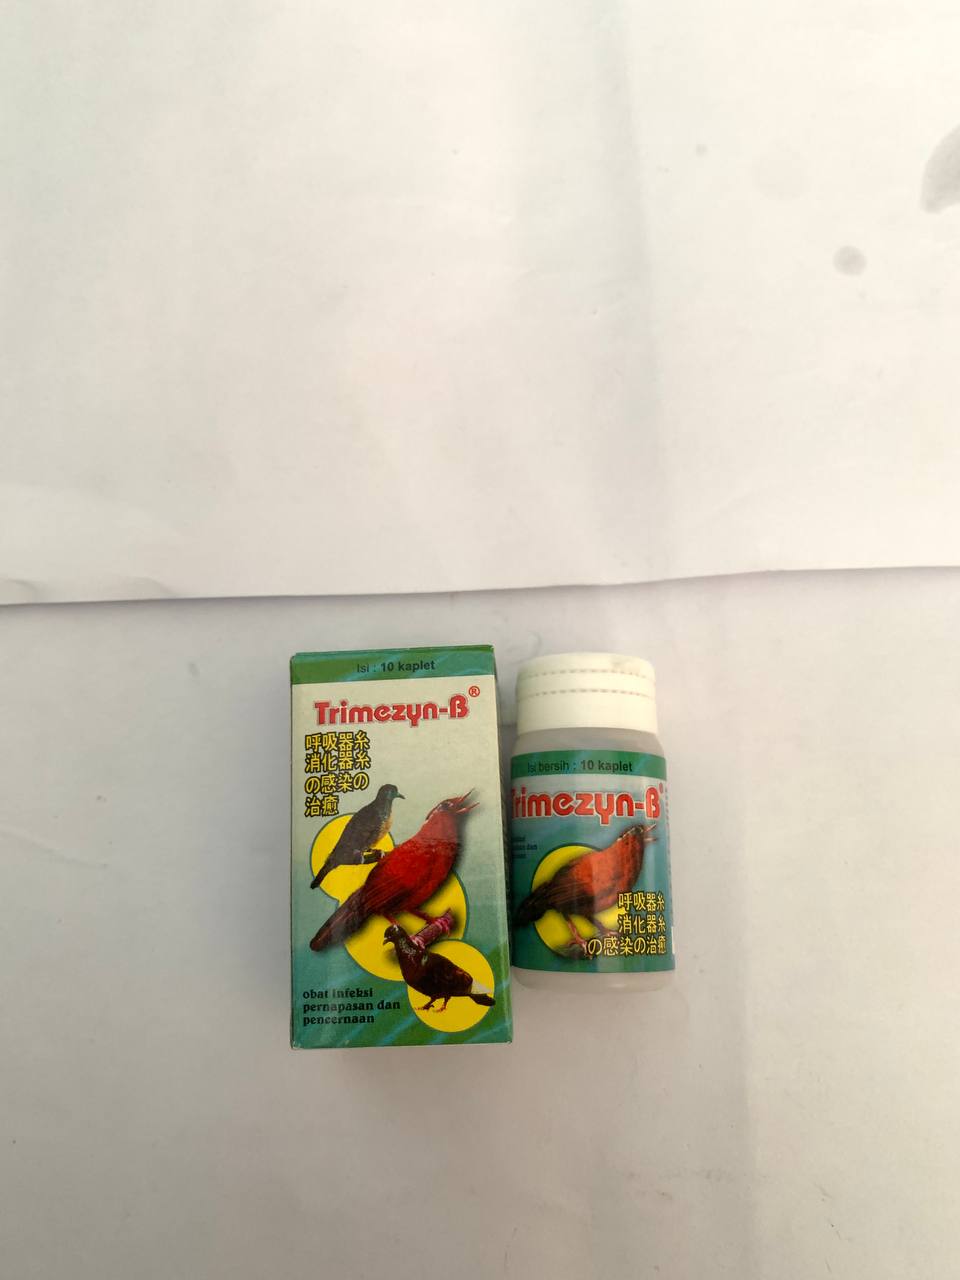 Isi : 10 kaplet
Trimezyn-B®
呼吸器糸
消化器糸
の感染の
治癒
obat infeksi
pernapasan dan
pencernaan
Isi bersih : 10 kaplet
Trimezyn-B
呼吸器糸
消化器糸
の感染の治癒